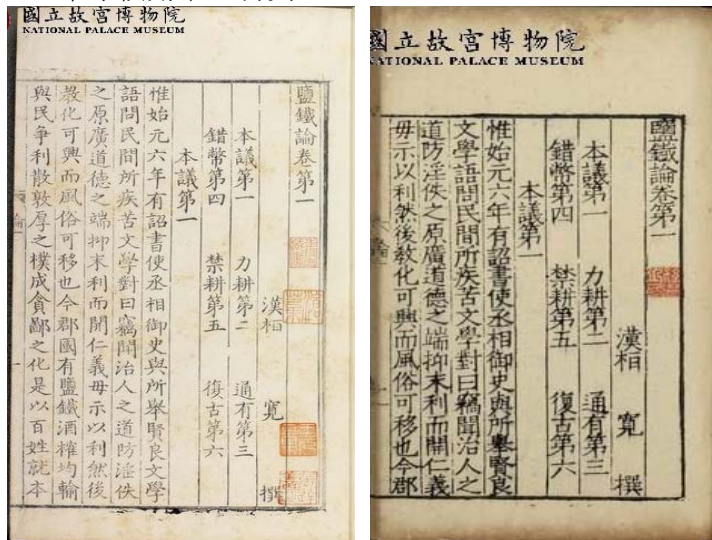 國立故宮博物院
NATIONAL PALACE MUSEUM
鹽鐵論卷第一
漢桓寬撰
本議第一 力耕第二 通有第三
錯幣第四 禁耕第五 復古第六
本議第一
惟始元六年有詔書使丞相御史與所舉賢良文學
語問民間所疾苦文學對曰竊聞治人之道防淫佚
之原廣道德之端抑末利而開仁義毋示以利然後
教化可興而風俗可移也今郡國有鹽鐵酒榷均輸
與民爭利散敦厚之樸成貪鄙之化是以百姓就本
國立故宮博物院
NATIONAL PALACE MUSEUM
鹽鐵論卷第一
漢桓寬撰
本議第一 力耕第二 通有第三
錯幣第四 禁耕第五 復古第六
本議第一
惟始元六年有詔書使丞相御史與所舉賢良
文學語問民間所疾苦文學對曰竊聞治人之
道防淫佚之原廣道德之端抑末利而開仁義
毋示以利然後教化可興而風俗可移也今郡